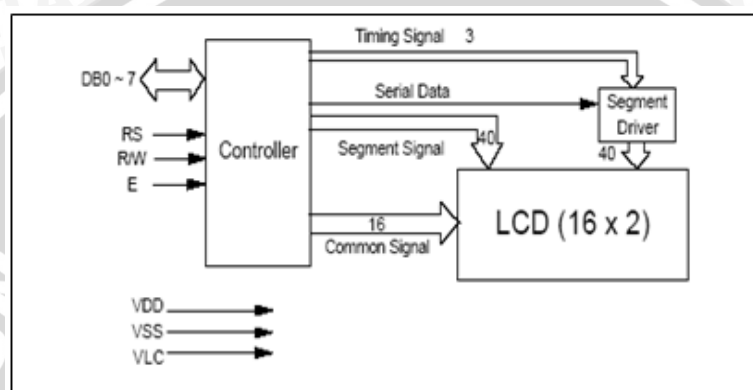 Timing Signal 3
DB0 ~ 7
Serial Data
Segment
Driver
RS
R/W
E
Controller
40
Segment Signal
40
LCD (16 x 2)
16
Common Signal
VDD
VSS
VLC